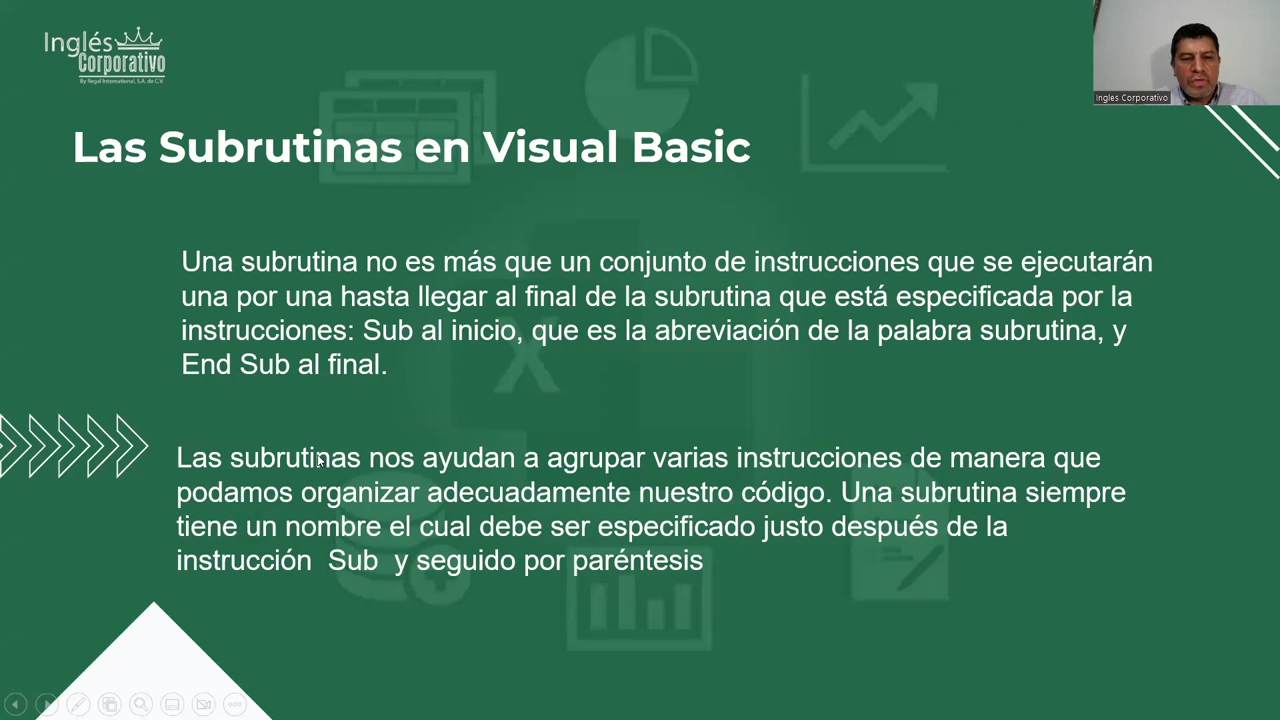 Inglés
Corporativo
By Regal International, S.A. de C.V.
Ingles Corporativo
Las Subrutinas en Visual Basic
Una subrutina no es más que un conjunto de instrucciones que se ejecutarán
una por una hasta llegar al final de la subrutina que está especificada por la
instrucciones: Sub al inicio, que es la abreviación de la palabra subrutina, y
End Sub al final.
Las subrutinas nos ayudan a agrupar varias instrucciones de manera que
podamos organizar adecuadamente nuestro código. Una subrutina siempre
tiene un nombre el cual debe ser especificado justo después de la
instrucción  Sub  y seguido por paréntesis
X